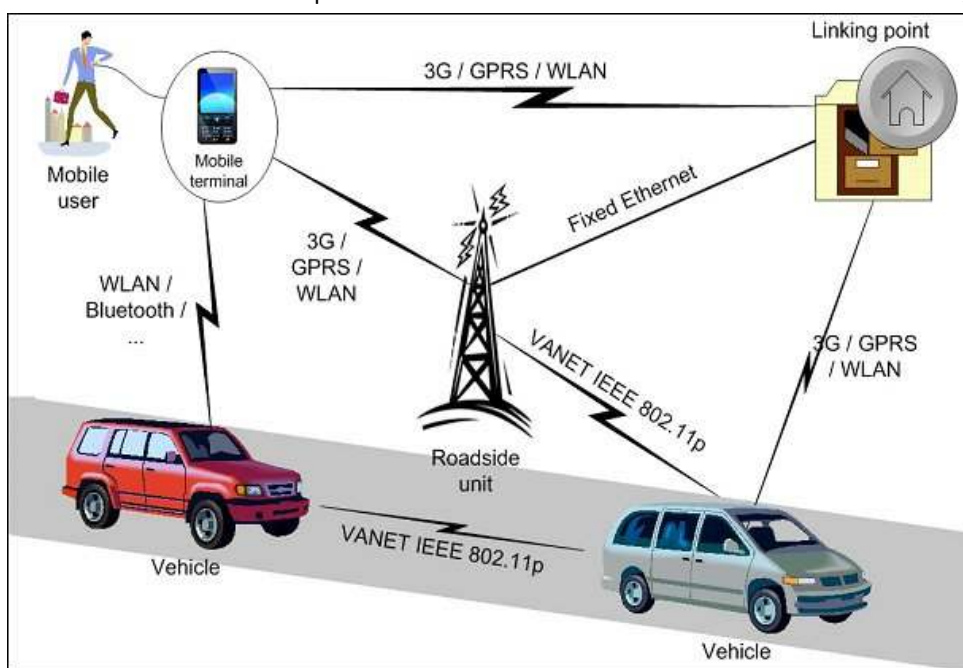 Linking point
3G / GPRS / WLAN
Mobile
terminal
Mobile
user
Fixed Ethernet
3G /
GPRS /
WLAN
WLAN /
Bluetooth /
...
3G / GPRS
/ WLAN
VANET IEEE 802.11p
Roadside
unit
VANET IEEE 802.11p
Vehicle
Vehicle